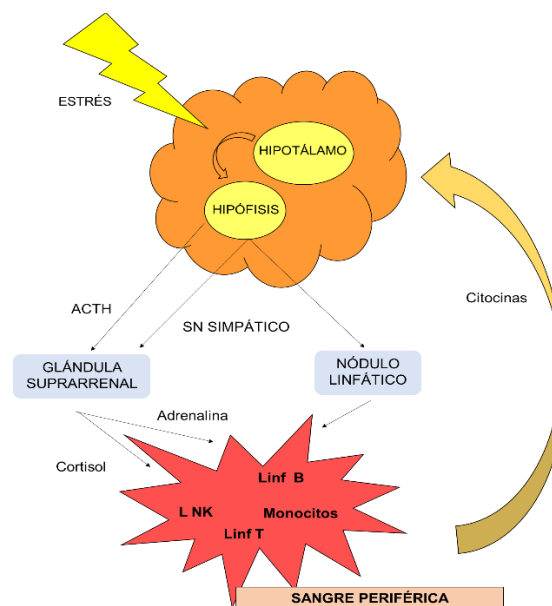 ESTRÉS
HIPOTÁLAMO
HIPÓFISIS
Citocinas
ACTH
SN SIMPÁTICO
GLÁNDULA
SUPRARRENAL
NÓDULO
LINFÁTICO
Adrenalina
Cortisol
Linf B
L NK
Monocitos
Linf T
SANGRE PERIFÉRICA